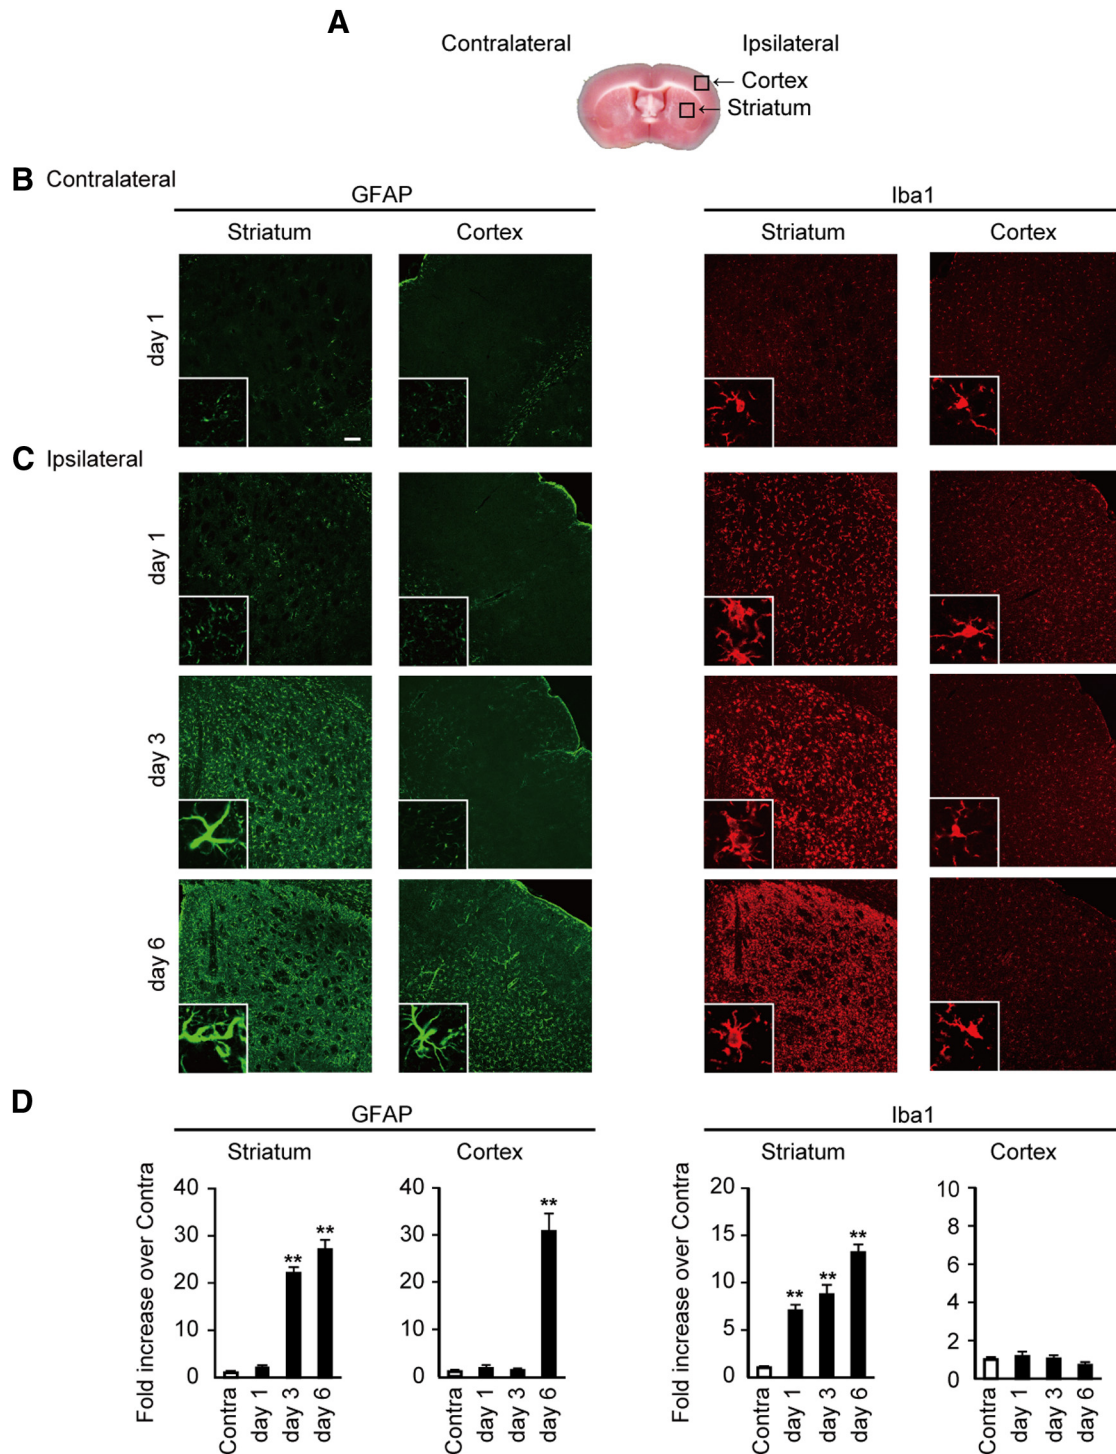 A
Contralateral Ipsilateral
← Cortex
← Striatum
B Contralateral
GFAP Iba1
Striatum Cortex Striatum Cortex
day 1
C Ipsilateral
day 1
day 3
day 6
D
GFAP Iba1
Striatum Cortex Striatum Cortex
Fold increase over Contra
40
30
20
10
0
** **
Contra day 1 day 3 day 6
40
30
20
10
0
**
Contra day 1 day 3 day 6
Fold increase over Contra
20
15
10
5
0
** ** **
Contra day 1 day 3 day 6
10
8
6
4
2
0
Contra day 1 day 3 day 6